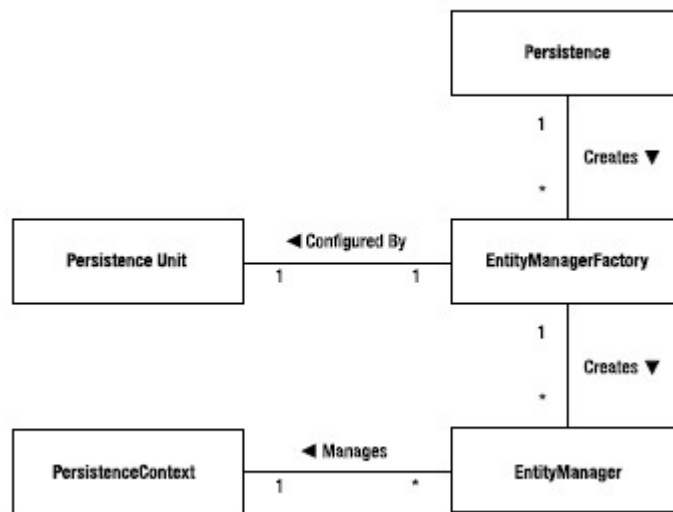 Persistence
1
Creates ▼
*
Persistence Unit
◄ Configured By
1 1
EntityManagerFactory
1
Creates ▼
*
PersistenceContext
◄ Manages
1 *
EntityManager